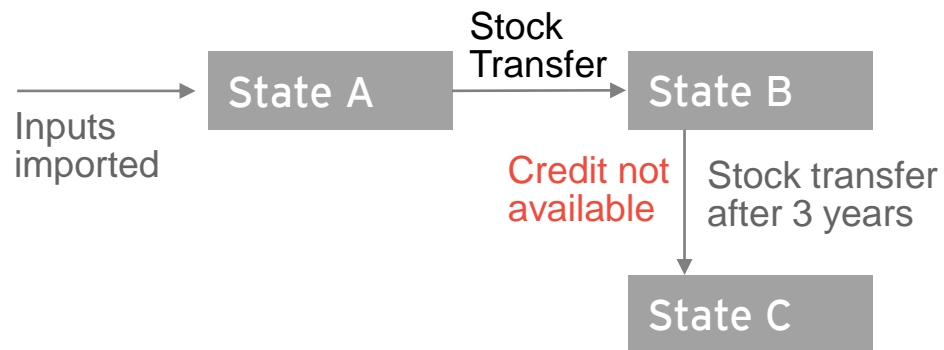 Stock
Transfer
State A
State B
Inputs
imported
Credit not
available
Stock transfer
after 3 years
State C